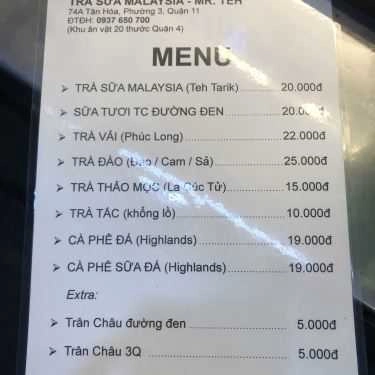 TRÀ SỮA MALAYSIA - MR. TEH
74A Tân Hóa, Phường 3, Quận 11
ĐTĐH: 0937 650 700
(Khu ăn vật 20 thước Quận 4)
MENU
➢ TRÀ SỮA MALAYSIA (Teh Tarik) 20.000đ
➢ SỮA TƯƠI TC ĐƯỜNG ĐEN 20.000đ
➢ TRÀ VẢI (Phúc Long) 22.000đ
➢ TRÀ ĐÀO (Đào / Cam / Sả) 25.000đ
➢ TRÀ THẢO MỌC (La Cúc Tử) 15.000đ
➢ TRÀ TẮC (khổng lồ) 10.000đ
➢ CÀ PHÊ ĐÁ (Highlands) 19.000đ
➢ CÀ PHÊ SỮA ĐÁ (Highlands) 19.000đ
Extra:
➢ Trân Châu đường đen 5.000đ
➢ Trân Châu 3Q 5.000đ